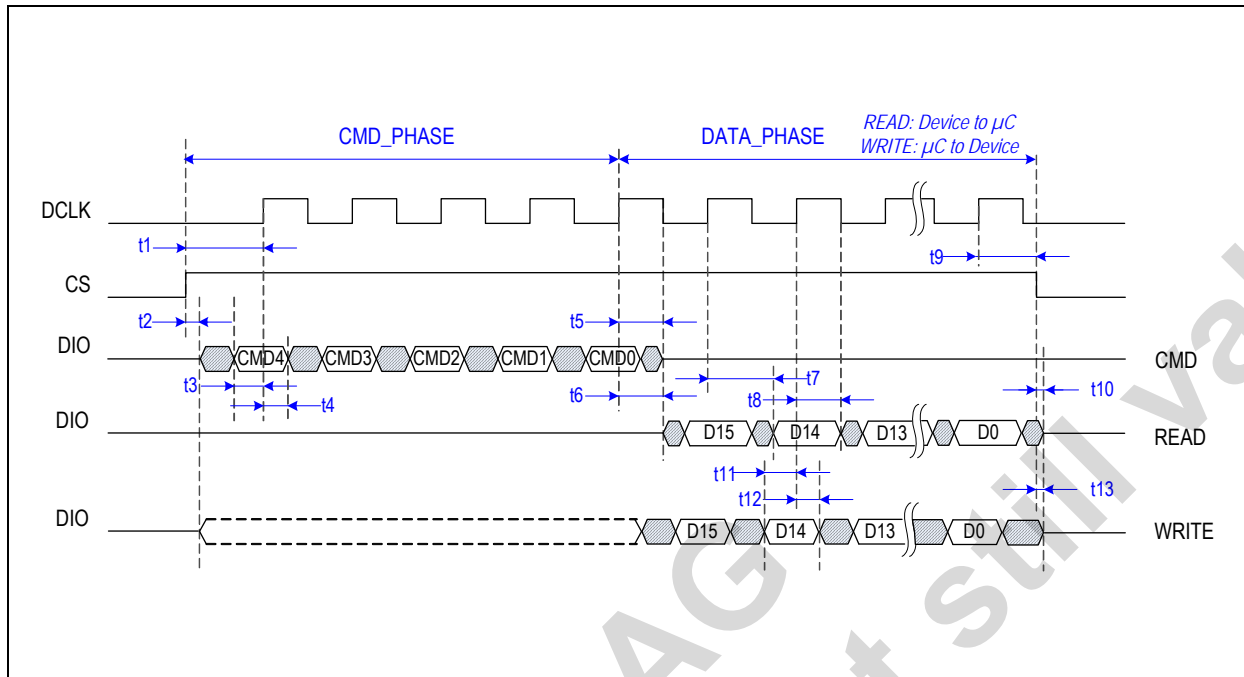 CMD_PHASE
DATA_PHASE
READ: Device to µC
WRITE: µC to Device
DCLK
t1
t9
CS
t2
t5
DIO
CMD4
CMD3
CMD2
CMD1
CMD0
CMD
t3
t4
t6
t7
t8
t10
DIO
D15
D14
D13
D0
READ
t11
t12
t13
DIO
D15
D14
D13
D0
WRITE
AG
still